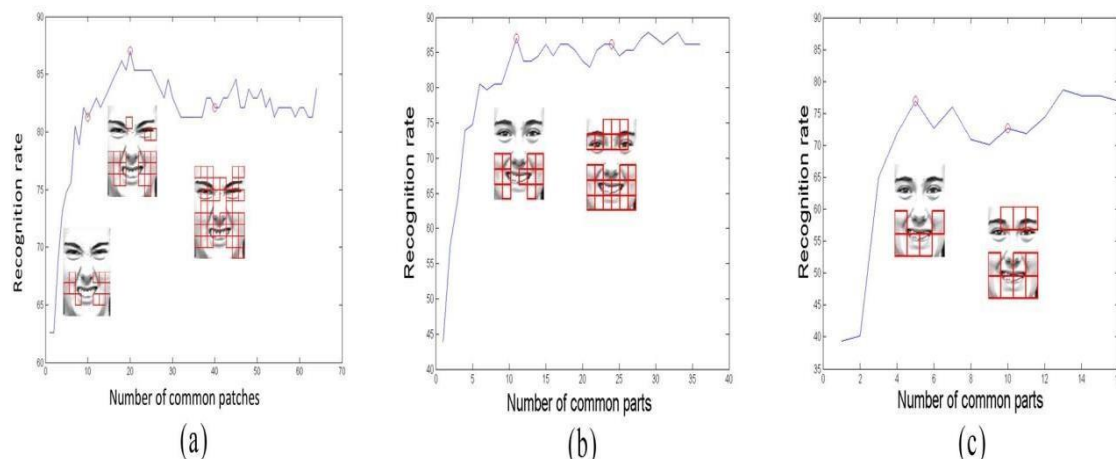 90
85
80
75
70
65
60
Recognition rate
0 10 20 30 40 50 60 70
Number of common patches
(a)
90
85
80
75
70
65
60
55
50
45
40
Recognition rate
0 5 10 15 20 25 30 35 40
Number of common parts
(b)
90
85
80
75
70
65
60
55
50
45
40
35
Recognition rate
0 2 4 6 8 10 12 14 16
Number of common parts
(c)